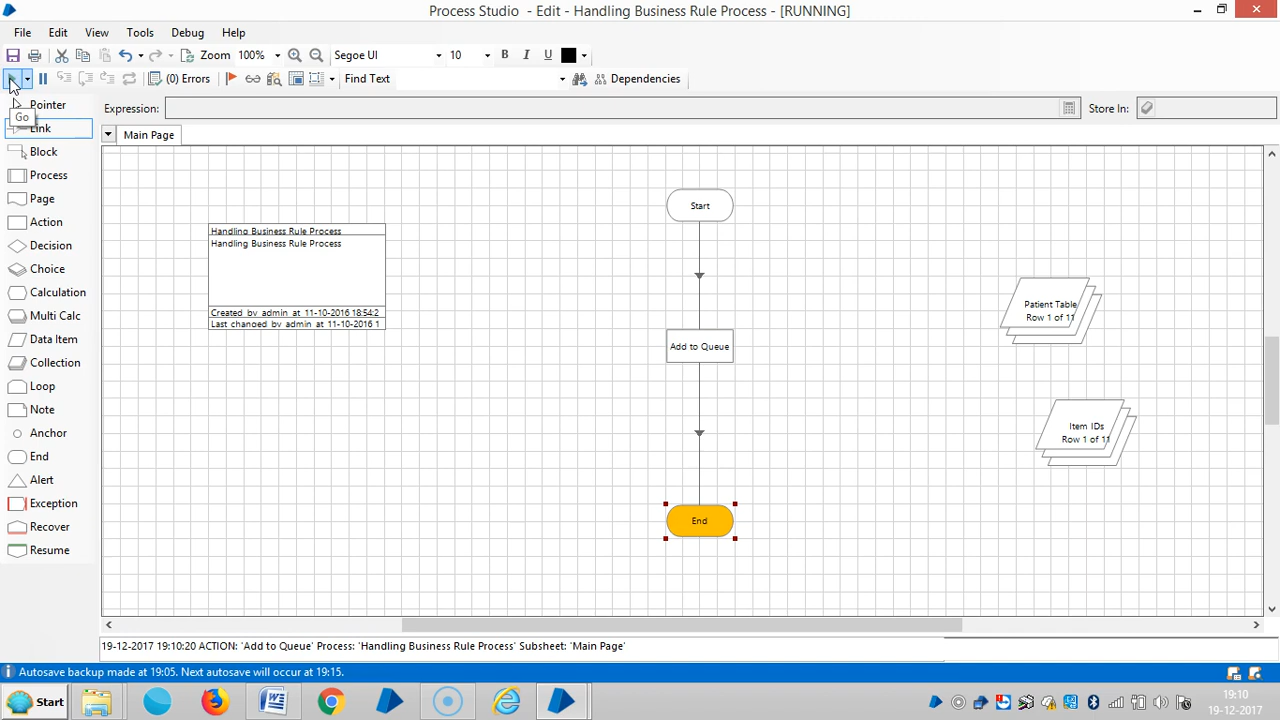 Process Studio - Edit - Handling Business Rule Process - [RUNNING]
File Edit View Tools Debug Help
Zoom 100% Segoe UI 10 B I U
(0) Errors Find Text Dependencies
Expression: Store In:
Pointer
Go
Link
Block
Process
Page
Action
Decision
Choice
Calculation
Multi Calc
Data Item
Collection
Loop
Note
Anchor
End
Alert
Exception
Recover
Resume
Main Page
Handling Business Rule Process
Handling Business Rule Process
Created by admin at 11-10-2016 18:54:2
Last changed by admin at 11-10-2016 1
Start
Add to Queue
End
Patient Table
Row 1 of 11
Item IDs
Row 1 of 11
19-12-2017 19:10:20 ACTION: 'Add to Queue' Process: 'Handling Business Rule Process' Subsheet: 'Main Page'
Autosave backup made at 19:05. Next autosave will occur at 19:15.
Start
19:10
19-12-2017